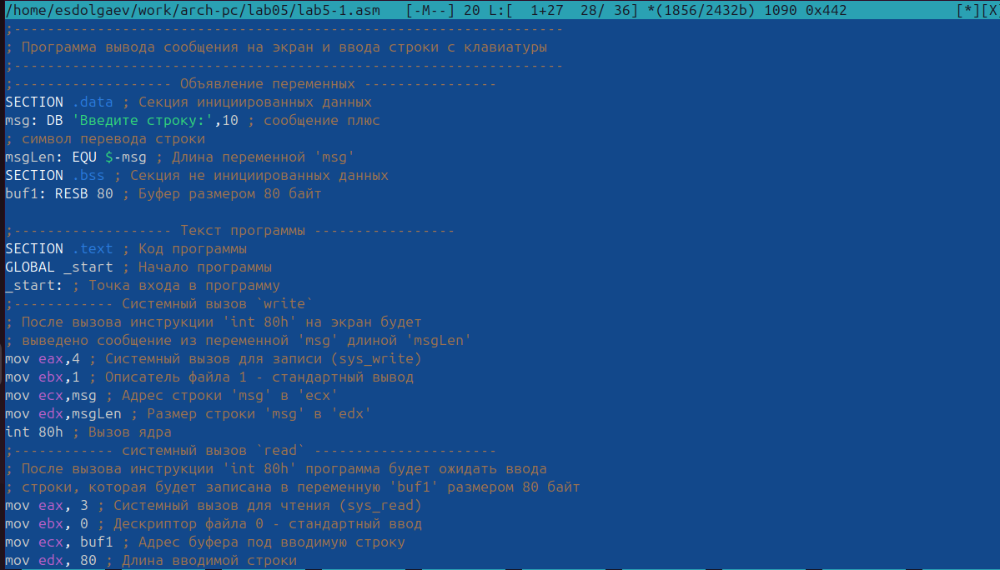 /home/esdolgaev/work/arch-pc/lab05/lab5-1.asm   [-M--] 20 L:[  1+27  28/ 36] *(1856/2432b) 1090 0x442             [*][X
;------------------------------------------------------------------
; Программа вывода сообщения на экран и ввода строки с клавиатуры
;------------------------------------------------------------------
;------------------- Объявление переменных ----------------
SECTION .data ; Секция инициированных данных
msg: DB 'Введите строку:',10 ; сообщение плюс
; символ перевода строки
msgLen: EQU $-msg ; Длина переменной 'msg'
SECTION .bss ; Секция не инициированных данных
buf1: RESB 80 ; Буфер размером 80 байт
;------------------- Текст программы -----------------
SECTION .text ; Код программы
GLOBAL _start ; Начало программы
_start: ; Точка входа в программу
;------------ Системный вызов `write`
; После вызова инструкции 'int 80h' на экран будет
; выведено сообщение из переменной 'msg' длиной 'msgLen'
mov eax,4 ; Системный вызов для записи (sys_write)
mov ebx,1 ; Описатель файла 1 - стандартный вывод
mov ecx,msg ; Адрес строки 'msg' в 'ecx'
mov edx,msgLen ; Размер строки 'msg' в 'edx'
int 80h ; Вызов ядра
;------------ системный вызов `read` ----------------------
; После вызова инструкции 'int 80h' программа будет ожидать ввода
; строки, которая будет записана в переменную 'buf1' размером 80 байт
mov eax, 3 ; Системный вызов для чтения (sys_read)
mov ebx, 0 ; Дескриптор файла 0 - стандартный ввод
mov ecx, buf1 ; Адрес буфера под вводимую строку
mov edx, 80 ; Длина вводимой строки